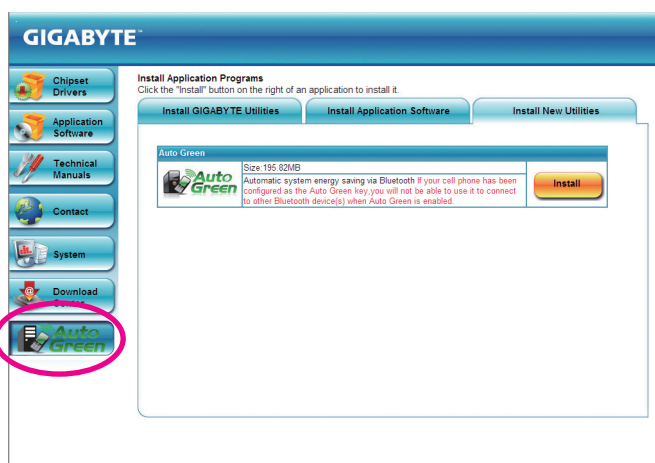 GIGABYTE™
Chipset
Drivers
Application
Software
Technical
Manuals
Contact
System
Download
Auto
Green
Install Application Programs
Click the "Install" button on the right of an application to install it.
Install GIGABYTE Utilities
Install Application Software
Install New Utilities
Auto Green
Auto
Green
Size:195.82MB
Automatic system energy saving via Bluetooth If your cell phone has been
configured as the Auto Green key,you will not be able to use it to connect
to other Bluetooth device(s) when Auto Green is enabled.
Install